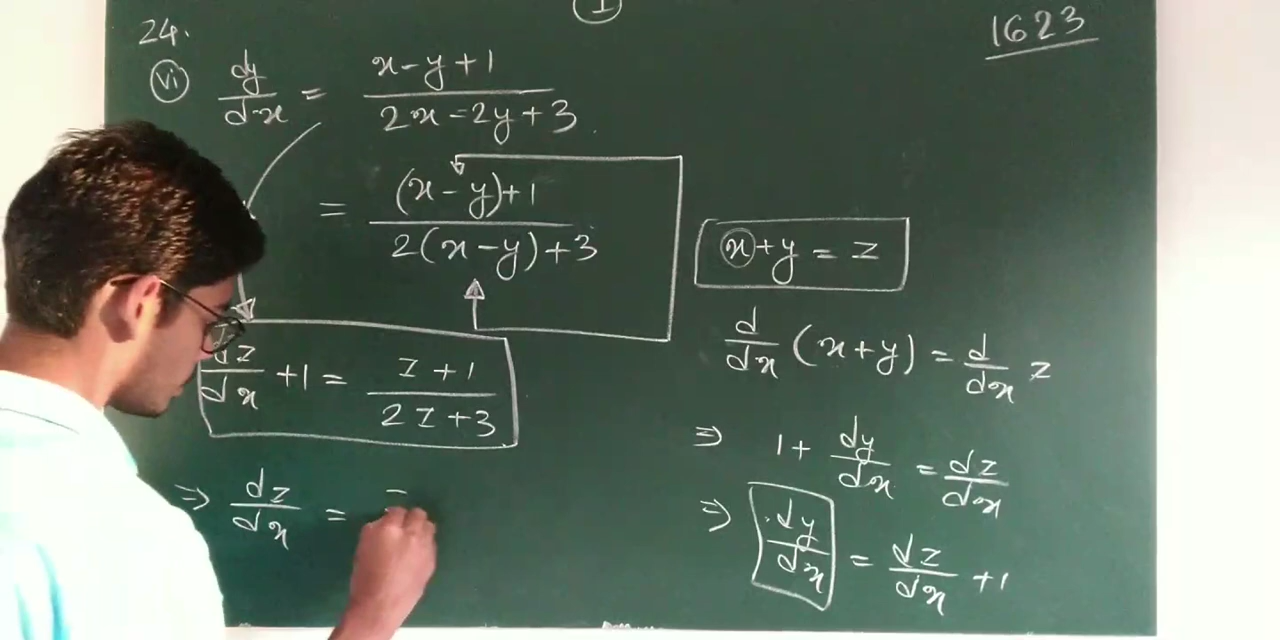 I
24.
1623
vi dy/dx = x-y+1 / 2x-2y+3.
= (x-y)+1 / 2(x-y)+3
x+y = z
d/dx (x+y) = d/dx z
dz/dx +1 = z+1 / 2z+3
⇒ 1+ dy/dx = dz/dx
⇒ dz/dx =
⇒ dy/dx = dz/dx +1